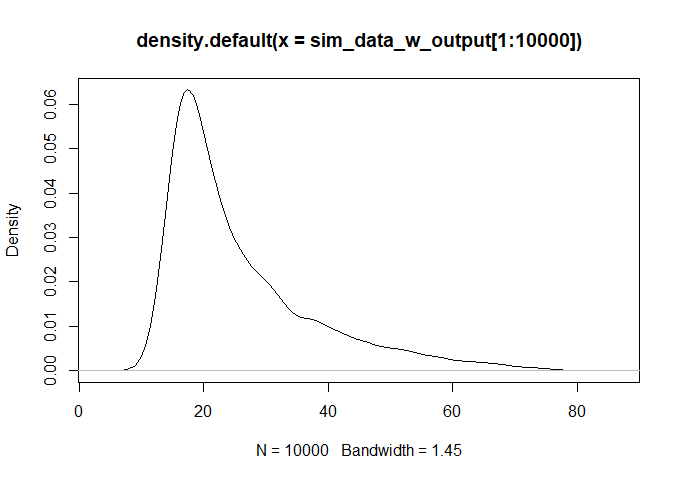 density.default(x = sim_data_w_output[1:10000])
Density
0.06
0.05
0.04
0.03
0.02
0.01
0.00
0 20 40 60 80
N = 10000 Bandwidth = 1.45